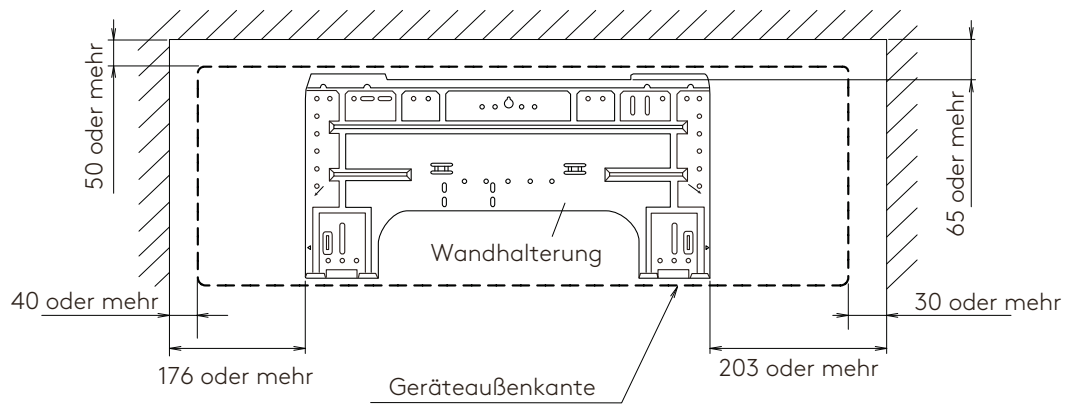 50 oder mehr
65 oder mehr
Wandhalterung
40 oder mehr
30 oder mehr
176 oder mehr
203 oder mehr
Geräteaußenkante